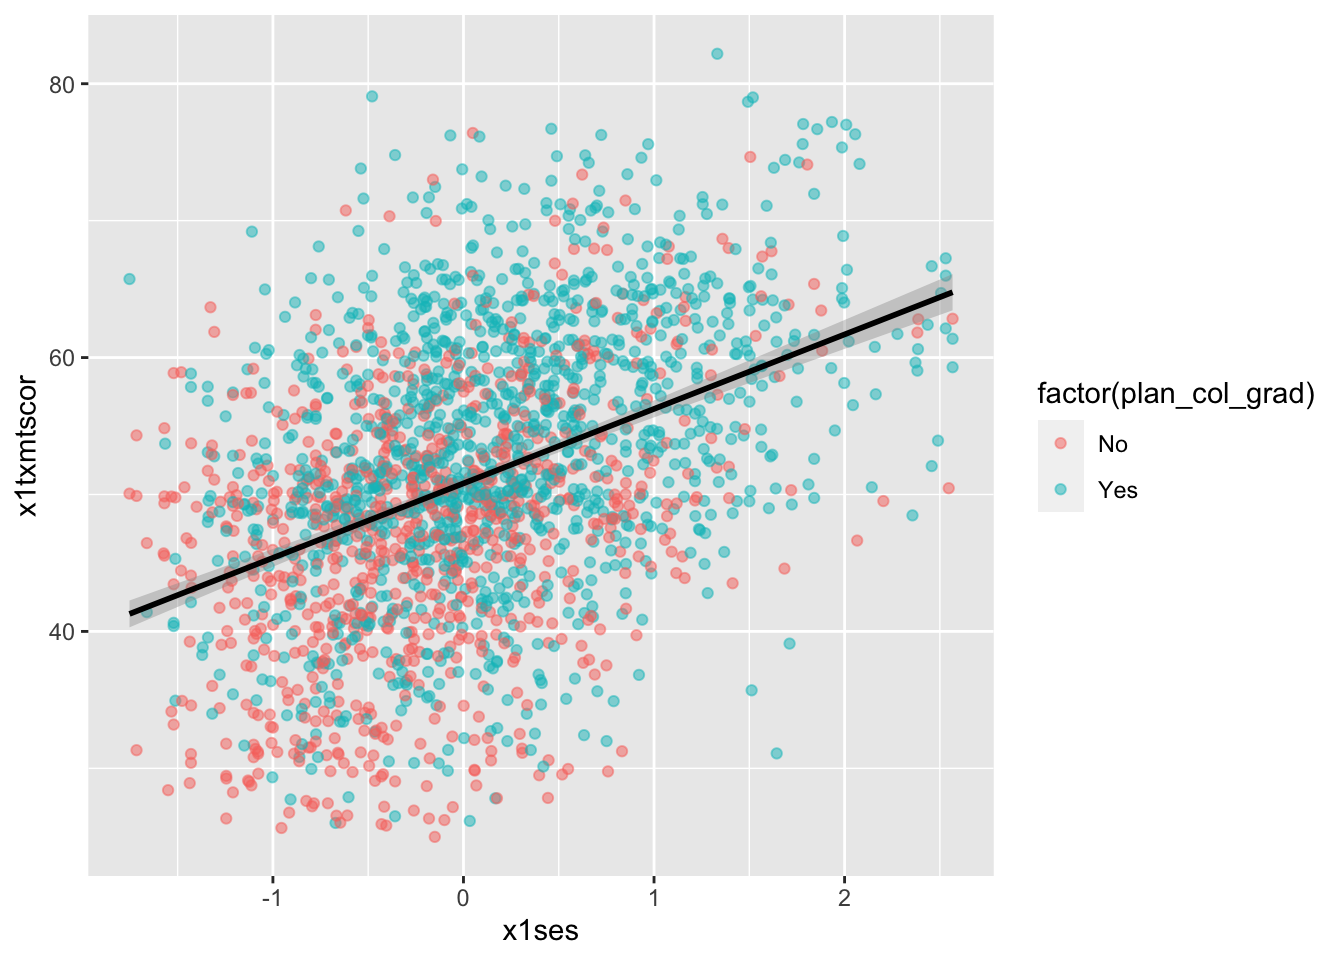 80
60
40
x1txmtscor
-1
0
1
2
x1ses
factor(plan_col_grad)
No
Yes